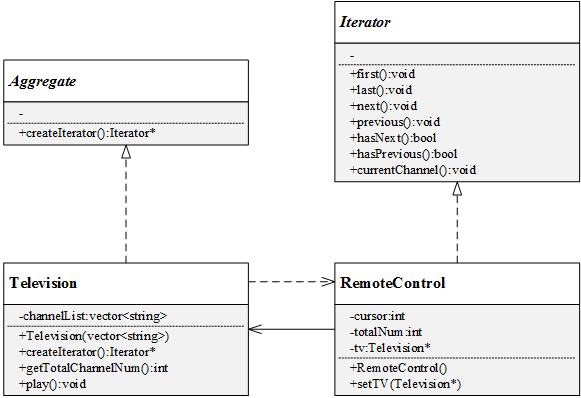 Iterator
-
+first():void
+last():void
+next():void
+previous():void
+hasNext():bool
+hasPrevious():bool
+currentChannel():void
Aggregate
-
+createIterator():Iterator*
Television
-channelList:vector<string>
+Television(vector<string>)
+createIterator():Iterator*
+getTotalChannelNum():int
+play():void
RemoteControl
-cursor:int
-totalNum:int
-tv:Television*
+RemoteControl()
+setTV(Television*)